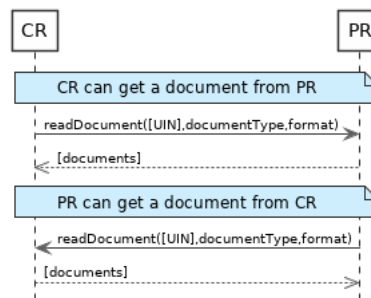 CR PR
CR can get a document from PR
readDocument([UIN],documentType,format)
[documents]
PR can get a document from CR
readDocument([UIN],documentType,format)
[documents]